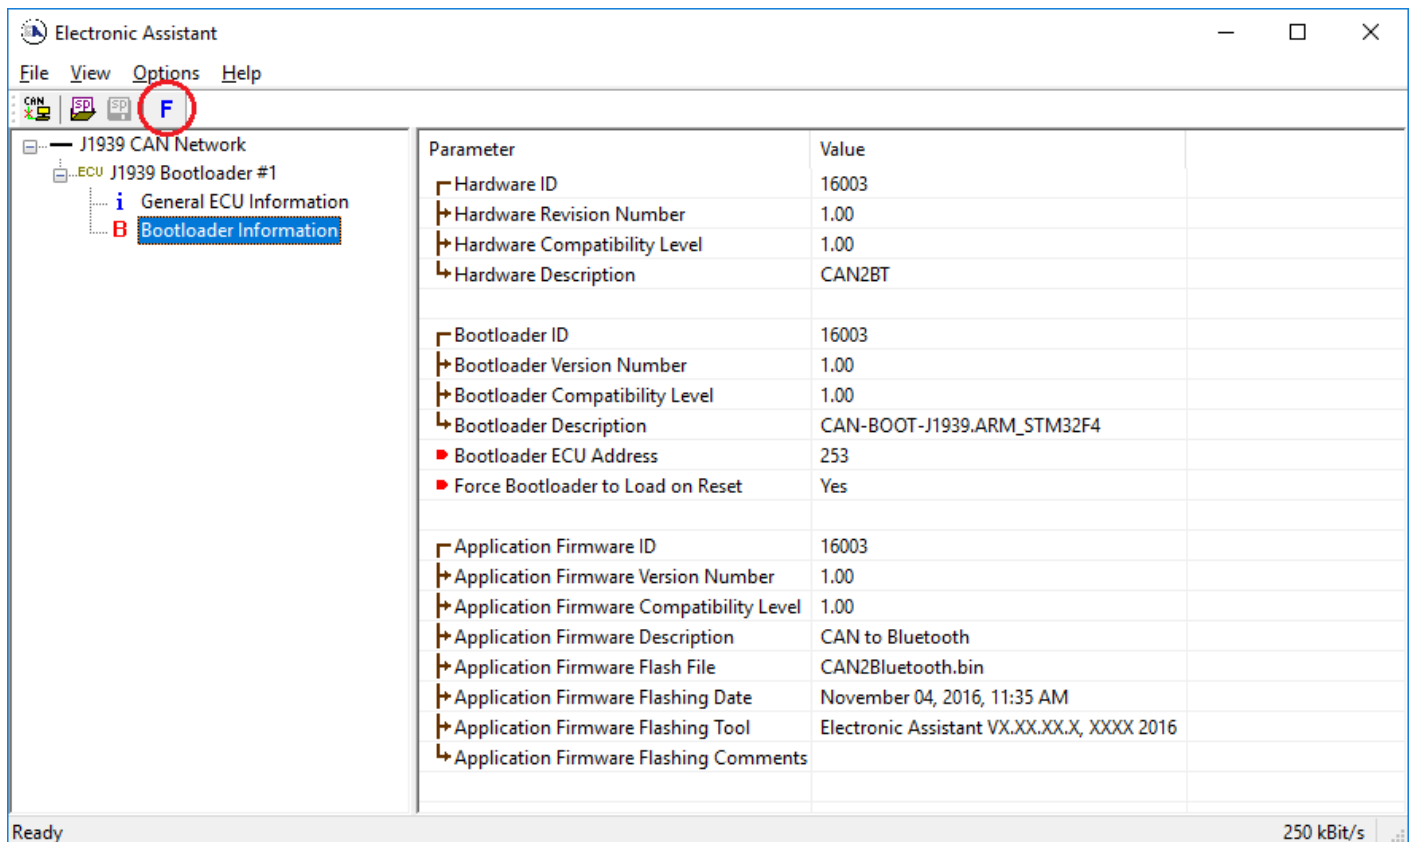 Electronic Assistant
File View Options Help
CAN SP SP F
J1939 CAN Network
ECU J1939 Bootloader #1
i General ECU Information
B Bootloader Information
Parameter Value
Hardware ID 16003
Hardware Revision Number 1.00
Hardware Compatibility Level 1.00
Hardware Description CAN2BT
Bootloader ID 16003
Bootloader Version Number 1.00
Bootloader Compatibility Level 1.00
Bootloader Description CAN-BOOT-J1939.ARM_STM32F4
Bootloader ECU Address 253
Force Bootloader to Load on Reset Yes
Application Firmware ID 16003
Application Firmware Version Number 1.00
Application Firmware Compatibility Level 1.00
Application Firmware Description CAN to Bluetooth
Application Firmware Flash File CAN2Bluetooth.bin
Application Firmware Flashing Date November 04, 2016, 11:35 AM
Application Firmware Flashing Tool Electronic Assistant VX.XX.XX.X, XXXX 2016
Application Firmware Flashing Comments
Ready 250 kBit/s